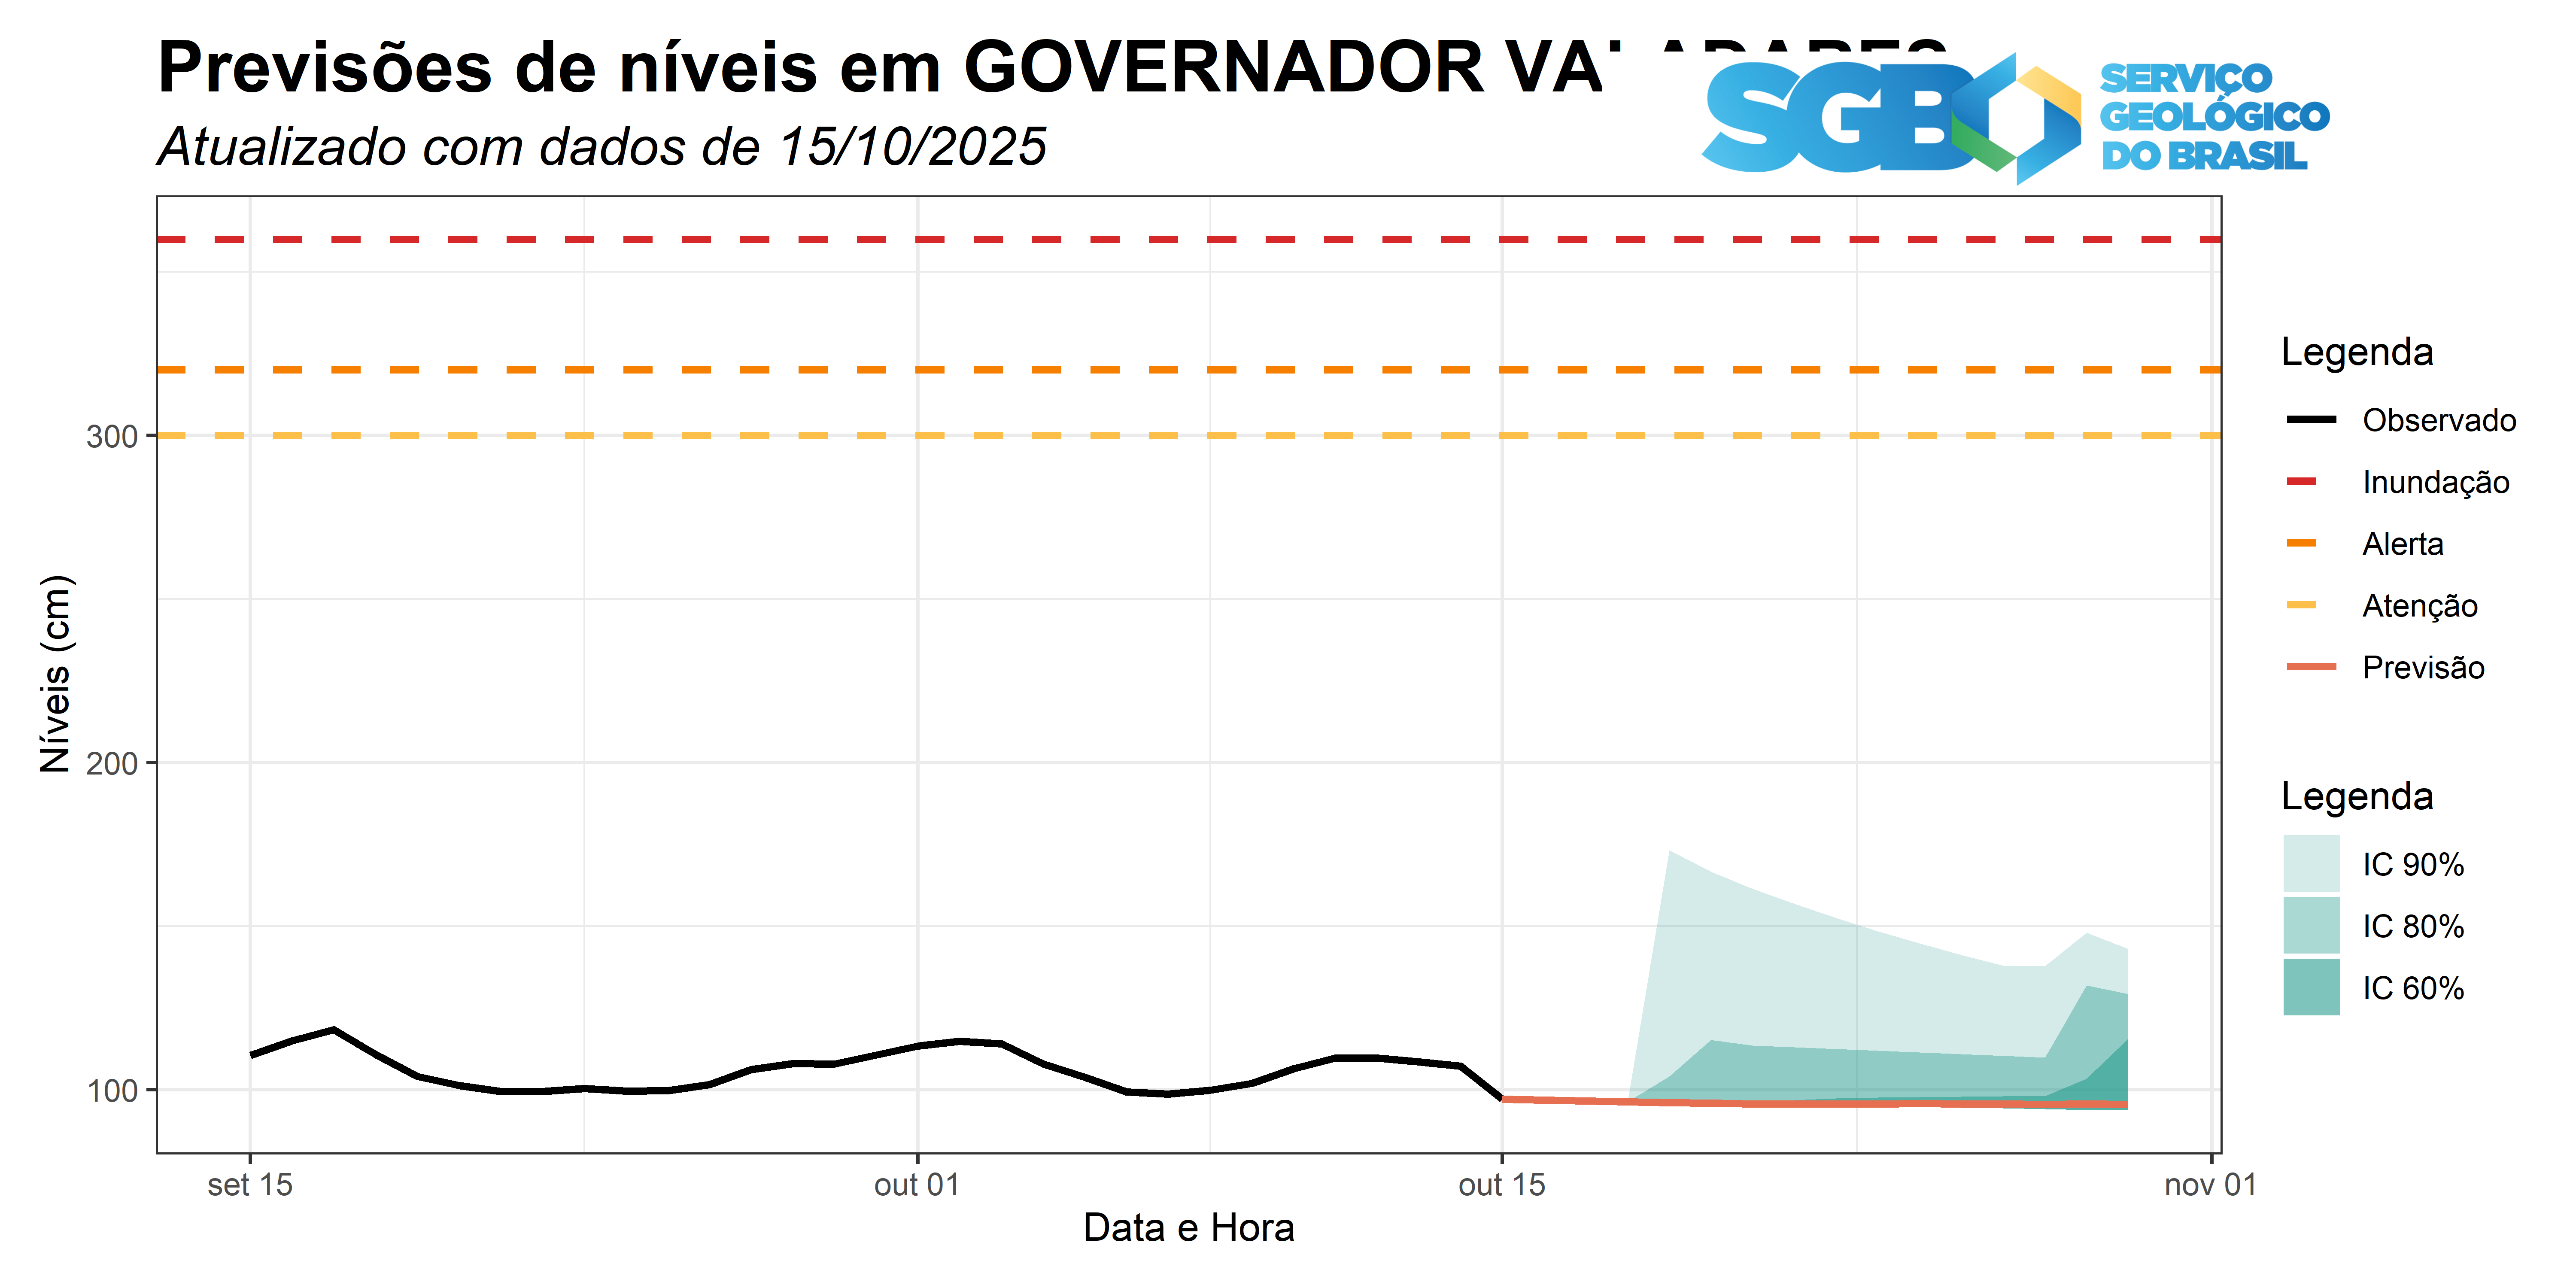 Previsões de níveis em GOVERNADOR
Atualizado com dados de 15/10/2025
SGB
SERVIÇO
GEOLÓGICO
DO BRASIL
Níveis (cm)
300
200
100
set 15
out 01
out 15
nov 01
Data e Hora
Legenda
Observado
Inundação
Alerta
Atenção
Previsão
Legenda
IC 90%
IC 80%
IC 60%